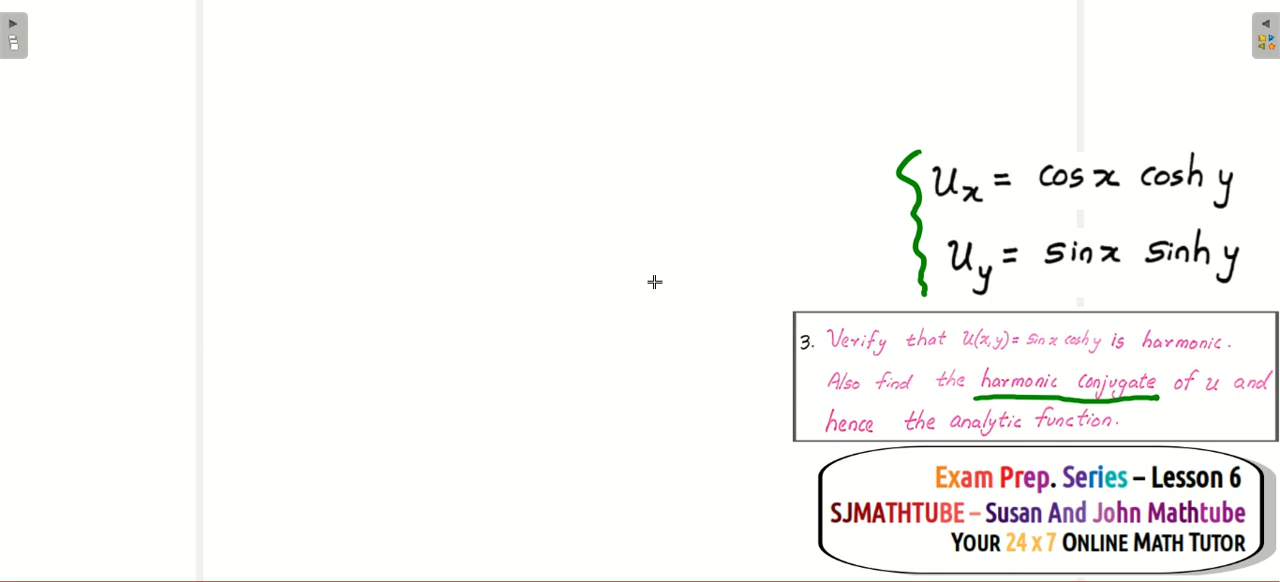 uₓ = cos x cosh y
u_y = sin x sinh y
3. Verify that u(x,y) = sin x cosh y is harmonic.
Also find the harmonic conjugate of u and
hence the analytic function.
Exam Prep. Series – Lesson 6
SJMATHTUBE – Susan And John Mathtube
YOUR 24 x 7 ONLINE MATH TUTOR